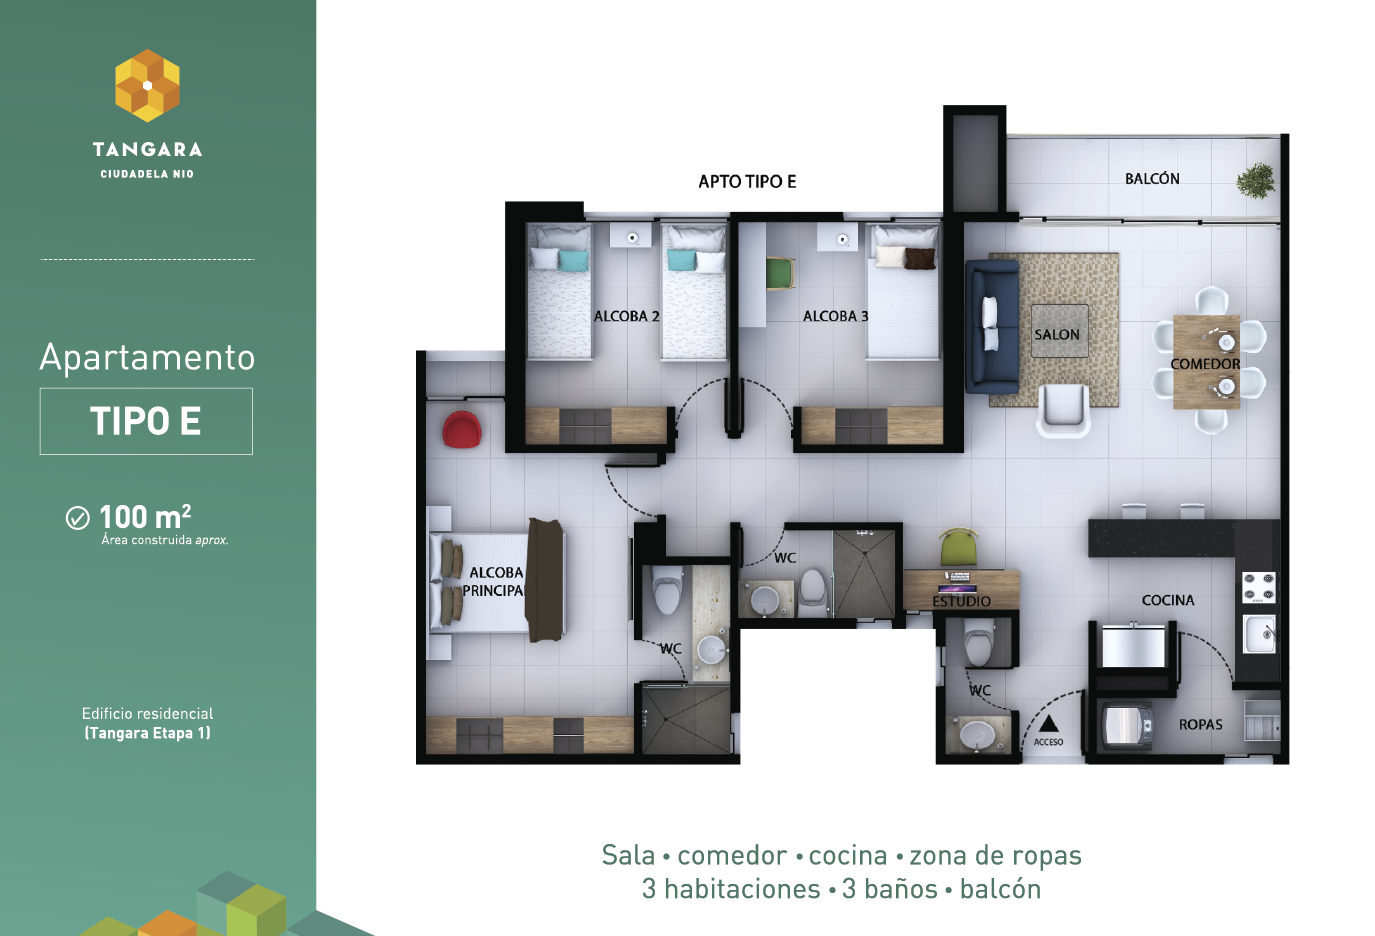 TANGARA
CIUDADELA NIO
Apartamento
TIPO E
100 m²
Área construida aprox.
Edificio residencial
(Tangara Etapa 1)
APTO TIPO E
BALCÓN
ALCOBA 2
ALCOBA 3
SALON
COMEDOR
ALCOBA
PRINCIPAL
WC
WC
ESTUDIO
COCINA
WC
ACCESO
ROPAS
Sala • comedor • cocina • zona de ropas
3 habitaciones • 3 baños • balcón